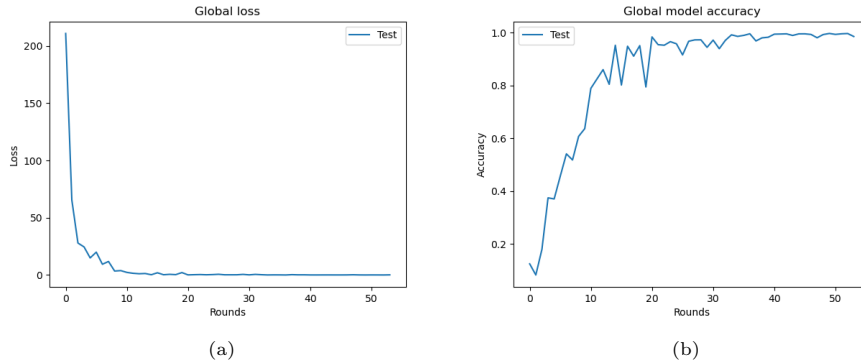 Global loss
Test
200
150
100
50
0
Loss
0 10 20 30 40 50
Rounds
(a)
Global model accuracy
Test
1.0
0.8
0.6
0.4
0.2
Accuracy
0 10 20 30 40 50
Rounds
(b)